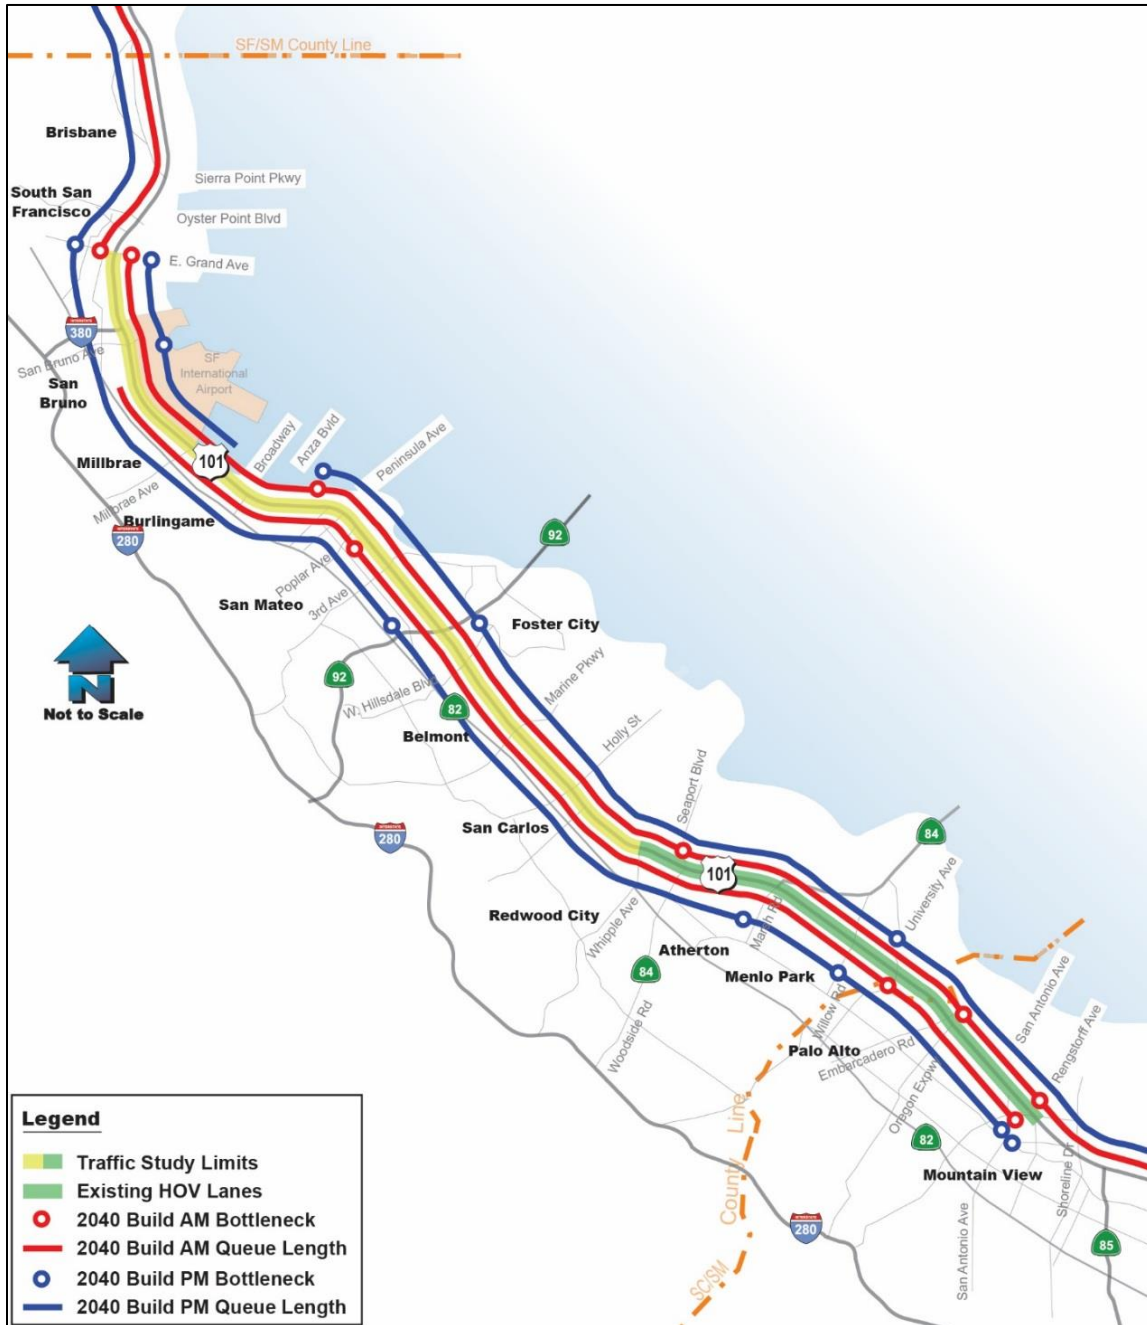 SF/SM County Line
Brisbane
Sierra Point Pkwy
South San
Francisco
Oyster Point Blvd
E. Grand Ave
INTERSTATE
380
San Bruno Ave
SF
International
Airport
San
Bruno
Broadway
Anza Bvld
Peninsula Ave
Millbrae
101
Millbrae Ave
Burlingame
INTERSTATE
280
92
Poplar Ave
San Mateo
3rd Ave
Foster City
N
Not to Scale
92
W. Hillsdale Blvd
82
Marine Pkwy
Belmont
Holly St
Seaport Blvd
INTERSTATE
280
San Carlos
84
101
University Ave
Redwood City
Whipple Ave
Marsh Rd
Atherton
84
Menlo Park
Willow Rd
San Antonio Ave
Rengstorff Ave
Woodside Rd
Palo Alto
Embarcadero Rd
Oregon Expwy
82
Mountain View
Shoreline Dr
County Line
SC/SM
INTERSTATE
280
San Antonio Ave
85
Legend
Traffic Study Limits
Existing HOV Lanes
2040 Build AM Bottleneck
2040 Build AM Queue Length
2040 Build PM Bottleneck
2040 Build PM Queue Length